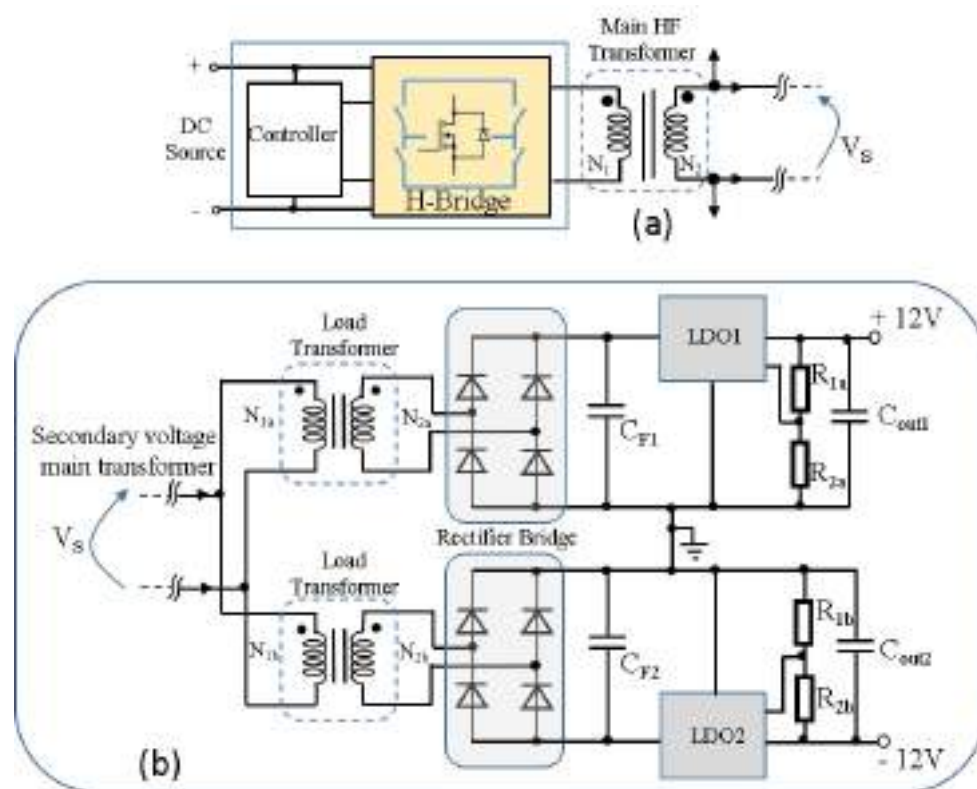 Main HF
Transformer
+
DC
Source
-
Controller
H-Bridge
N1
N2
Vs
(a)
Load
Transformer
N1a
N2a
Secondary voltage
main transformer
Vs
Rectifier Bridge
CF1
LDO1
+ 12V
R1a
R2a
Cout1
Load
Transformer
N1b
N2b
CF2
LDO2
R1b
R2b
Cout2
- 12V
(b)